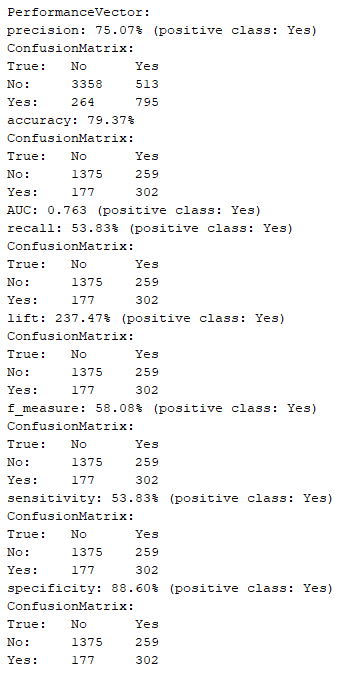 PerformanceVector:
precision: 75.07% (positive class: Yes)
ConfusionMatrix:
True: No Yes
No: 3358 513
Yes: 264 795
accuracy: 79.37%
ConfusionMatrix:
True: No Yes
No: 1375 259
Yes: 177 302
AUC: 0.763 (positive class: Yes)
recall: 53.83% (positive class: Yes)
ConfusionMatrix:
True: No Yes
No: 1375 259
Yes: 177 302
lift: 237.47% (positive class: Yes)
ConfusionMatrix:
True: No Yes
No: 1375 259
Yes: 177 302
f_measure: 58.08% (positive class: Yes)
ConfusionMatrix:
True: No Yes
No: 1375 259
Yes: 177 302
sensitivity: 53.83% (positive class: Yes)
ConfusionMatrix:
True: No Yes
No: 1375 259
Yes: 177 302
specificity: 88.60% (positive class: Yes)
ConfusionMatrix:
True: No Yes
No: 1375 259
Yes: 177 302